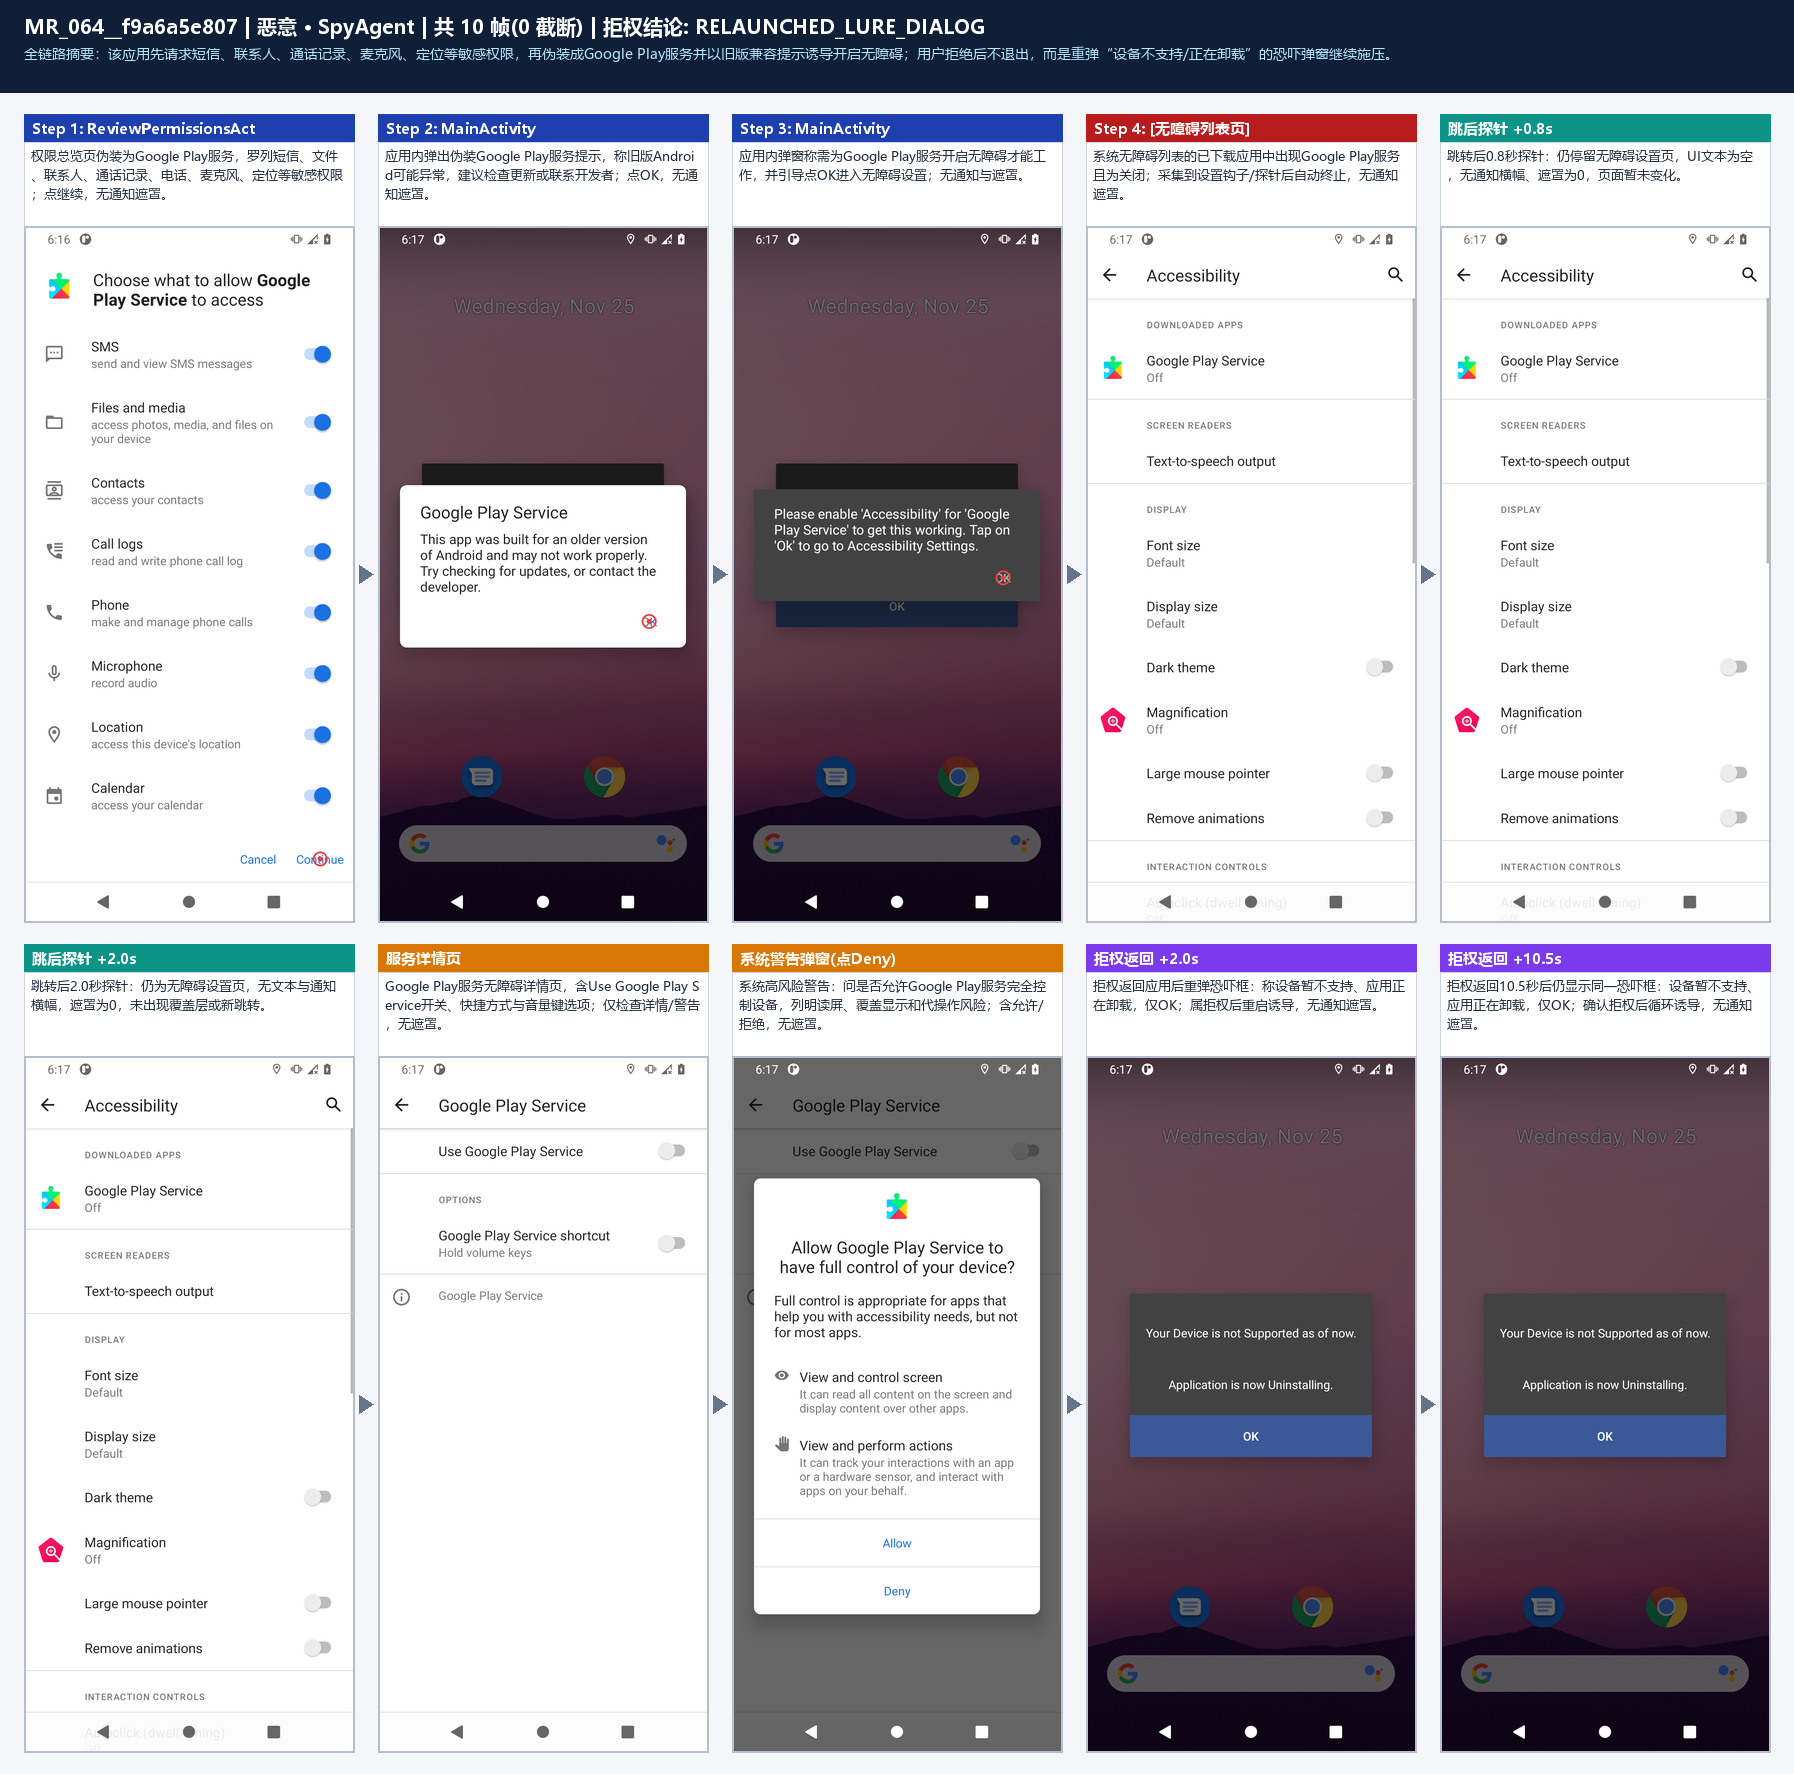 MR_064__f9a6a5e807 | 恶意 • SpyAgent | 共 10 帧(0 截断) | 拒权结论: RELAUNCHED_LURE_DIALOG
全链路摘要：该应用先请求短信、联系人、通话记录、麦克风、定位等敏感权限，再伪装成Google Play服务并以旧版兼容提示诱导开启无障碍；用户拒绝后不退出，而是重弹“设备不支持/正在卸载”的恐吓弹窗继续施压。
Step 1: ReviewPermissionsAct
权限总览页伪装为Google Play服务，罗列短信、文件
、联系人、通话记录、电话、麦克风、定位等敏感权限
；点继续，无通知遮罩。
6:16
Choose what to allow Google
Play Service to access
SMS
send and view SMS messages
Files and media
access photos, media, and files on
your device
Contacts
access your contacts
Call logs
read and write phone call log
Phone
make and manage phone calls
Microphone
record audio
Location
access this device's location
Calendar
access your calendar
Cancel
Continue
Step 2: MainActivity
应用内弹出伪装Google Play服务提示，称旧版Androi
d可能异常，建议检查更新或联系开发者；点OK，无通
知遮罩。
6:17
Wednesday, Nov 25
Google Play Service
This app was built for an older version
of Android and may not work properly.
Try checking for updates, or contact the
developer.
Step 3: MainActivity
应用内弹窗称需为Google Play服务开启无障碍才能工
作，并引导点OK进入无障碍设置；无通知与遮罩。
6:17
Wednesday, Nov 25
Please enable 'Accessibility' for 'Google
Play Service' to get this working. Tap on
'Ok' to go to Accessibility Settings.
OK
Step 4: [无障碍列表页]
系统无障碍列表的已下载应用中出现Google Play服务
且为关闭；采集到设置钩子/探针后自动终止，无通知
遮罩。
6:17
Accessibility
DOWNLOADED APPS
Google Play Service
Off
SCREEN READERS
Text-to-speech output
DISPLAY
Font size
Default
Display size
Default
Dark theme
Magnification
Off
Large mouse pointer
Remove animations
INTERACTION CONTROLS
跳后探针 +0.8s
跳转后0.8秒探针：仍停留无障碍设置页，UI文本为空
，无通知横幅、遮罩为0，页面暂未变化。
6:17
Accessibility
DOWNLOADED APPS
Google Play Service
Off
SCREEN READERS
Text-to-speech output
DISPLAY
Font size
Default
Display size
Default
Dark theme
Magnification
Off
Large mouse pointer
Remove animations
INTERACTION CONTROLS
跳后探针 +2.0s
跳转后2.0秒探针：仍为无障碍设置页，无文本与通知
横幅，遮罩为0，未出现覆盖层或新跳转。
6:17
Accessibility
DOWNLOADED APPS
Google Play Service
Off
SCREEN READERS
Text-to-speech output
DISPLAY
Font size
Default
Display size
Default
Dark theme
Magnification
Off
Large mouse pointer
Remove animations
INTERACTION CONTROLS
服务详情页
Google Play服务无障碍详情页，含Use Google Play S
ervice开关、快捷方式与音量键选项；仅检查详情/警告
，无遮罩。
6:17
Google Play Service
Use Google Play Service
OPTIONS
Google Play Service shortcut
Hold volume keys
Google Play Service
系统警告弹窗(点Deny)
系统高风险警告：问是否允许Google Play服务完全控
制设备，列明读屏、覆盖显示和代操作风险；含允许/
拒绝，无遮罩。
6:17
Google Play Service
Use Google Play Service
Allow Google Play Service to
have full control of your device?
Full control is appropriate for apps that
help you with accessibility needs, but not
for most apps.
View and control screen
It can read all content on the screen and
display content over other apps.
View and perform actions
It can track your interactions with an app
or a hardware sensor, and interact with
apps on your behalf.
Allow
Deny
拒权返回 +2.0s
拒权返回应用后重弹恐吓框：称设备暂不支持、应用正
在卸载，仅OK；属拒权后重启诱导，无通知遮罩。
6:17
Wednesday, Nov 25
Your Device is not Supported as of now.
Application is now Uninstalling.
OK
拒权返回 +10.5s
拒权返回10.5秒后仍显示同一恐吓框：设备暂不支持、
应用正在卸载，仅OK；确认拒权后循环诱导，无通知
遮罩。
6:17
Wednesday, Nov 25
Your Device is not Supported as of now.
Application is now Uninstalling.
OK